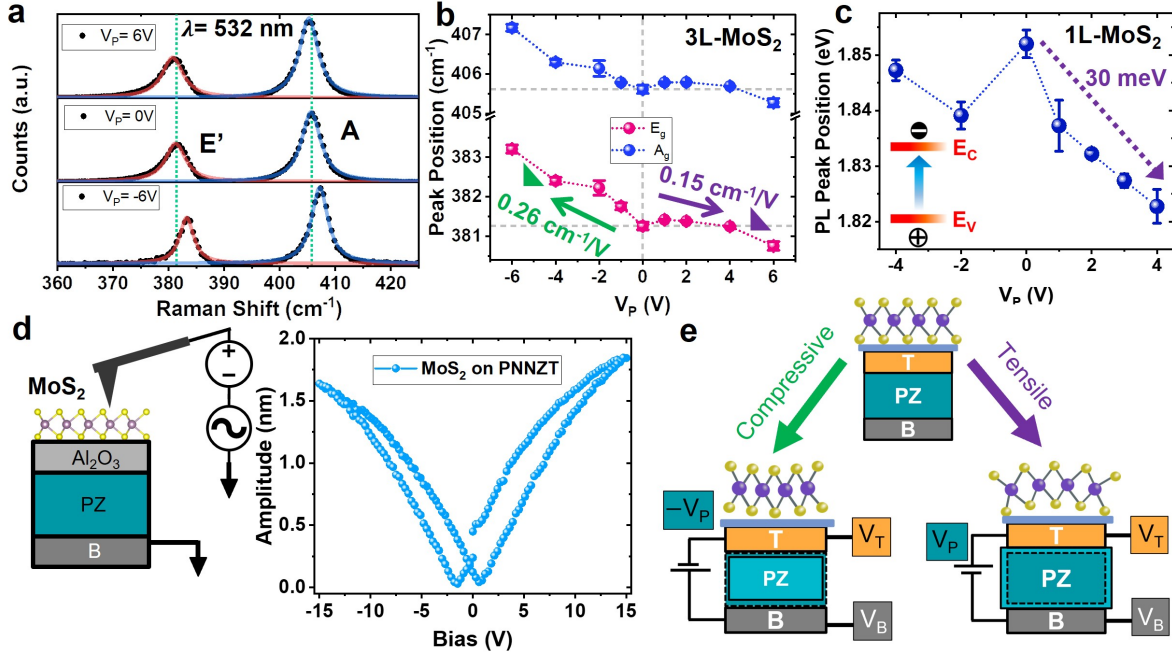 a
λ= 532 nm
V_P= 6V
V_P= 0V
V_P= -6V
E’
A
Counts (a.u.)
360 380 400 420
Raman Shift (cm⁻¹)
b
3L-MoS₂
407
406
405
383
382
381
Peak Position (cm⁻¹)
E_g
A_g
0.26 cm⁻¹/V
0.15 cm⁻¹/V
-6 -4 -2 0 2 4 6
V_P (V)
c
1L-MoS₂
1.85
1.84
1.83
1.82
PL Peak Position (eV)
30 meV
E_C
E_V
-4 -2 0 2 4
V_P (V)
d
MoS₂
Al₂O₃
PZ
B
MoS₂ on PNNZT
2.0
1.5
1.0
0.5
0.0
Amplitude (nm)
-15 -10 -5 0 5 10 15
Bias (V)
e
T
PZ
B
Compressive
Tensile
−V_P
T
V_T
PZ
B
V_B
V_P
T
V_T
PZ
B
V_B